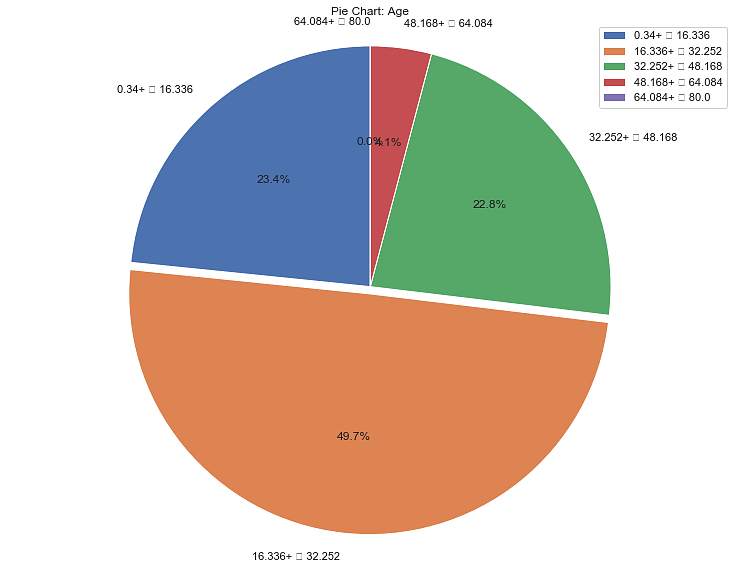 Pie Chart: Age
64.084+ □ 80.0
48.168+ □ 64.084
0.34+ □ 16.336
16.336+ □ 32.252
32.252+ □ 48.168
48.168+ □ 64.084
64.084+ □ 80.0
0.34+ □ 16.336
32.252+ □ 48.168
0.0%
4.1%
23.4%
22.8%
49.7%
16.336+ □ 32.252